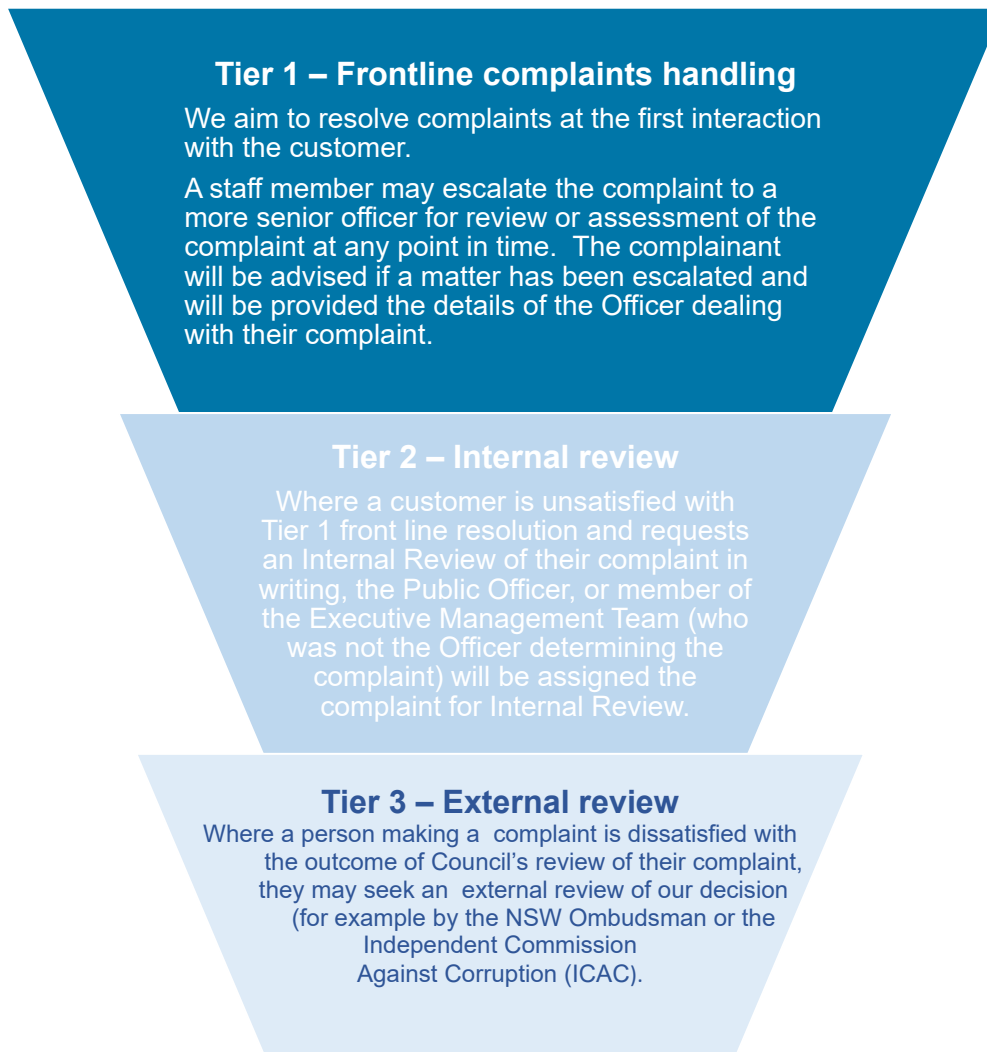 Tier 1 – Frontline complaints handling
We aim to resolve complaints at the first interaction
with the customer.
A staff member may escalate the complaint to a
more senior officer for review or assessment of the
complaint at any point in time.  The complainant
will be advised if a matter has been escalated and
will be provided the details of the Officer dealing
with their complaint.
Tier 2 – Internal review
Where a customer is unsatisfied with
Tier 1 front line resolution and requests
an Internal Review of their complaint in
writing, the Public Officer, or member of
the Executive Management Team (who
was not the Officer determining the
complaint) will be assigned the
complaint for Internal Review.
Tier 3 – External review
Where a person making a  complaint is dissatisfied with
the outcome of Council’s review of their complaint,
they may seek an  external review of our decision
(for example by the NSW Ombudsman or the
Independent Commission
Against Corruption (ICAC).